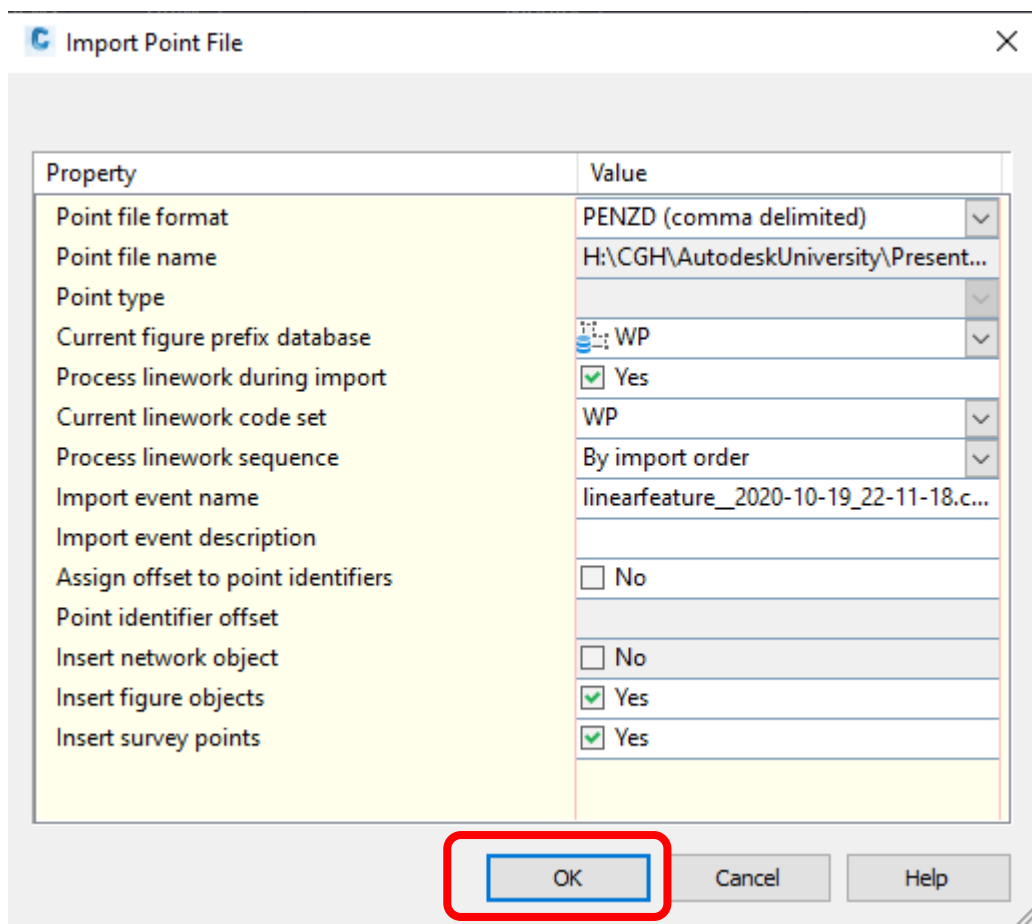 Import Point File
Property Value
Point file format PENZD (comma delimited)
Point file name H:\CGH\AutodeskUniversity\Present...
Point type
Current figure prefix database WP
Process linework during import Yes
Current linework code set WP
Process linework sequence By import order
Import event name linearfeature__2020-10-19_22-11-18.c...
Import event description
Assign offset to point identifiers No
Point identifier offset
Insert network object No
Insert figure objects Yes
Insert survey points Yes
OK Cancel Help